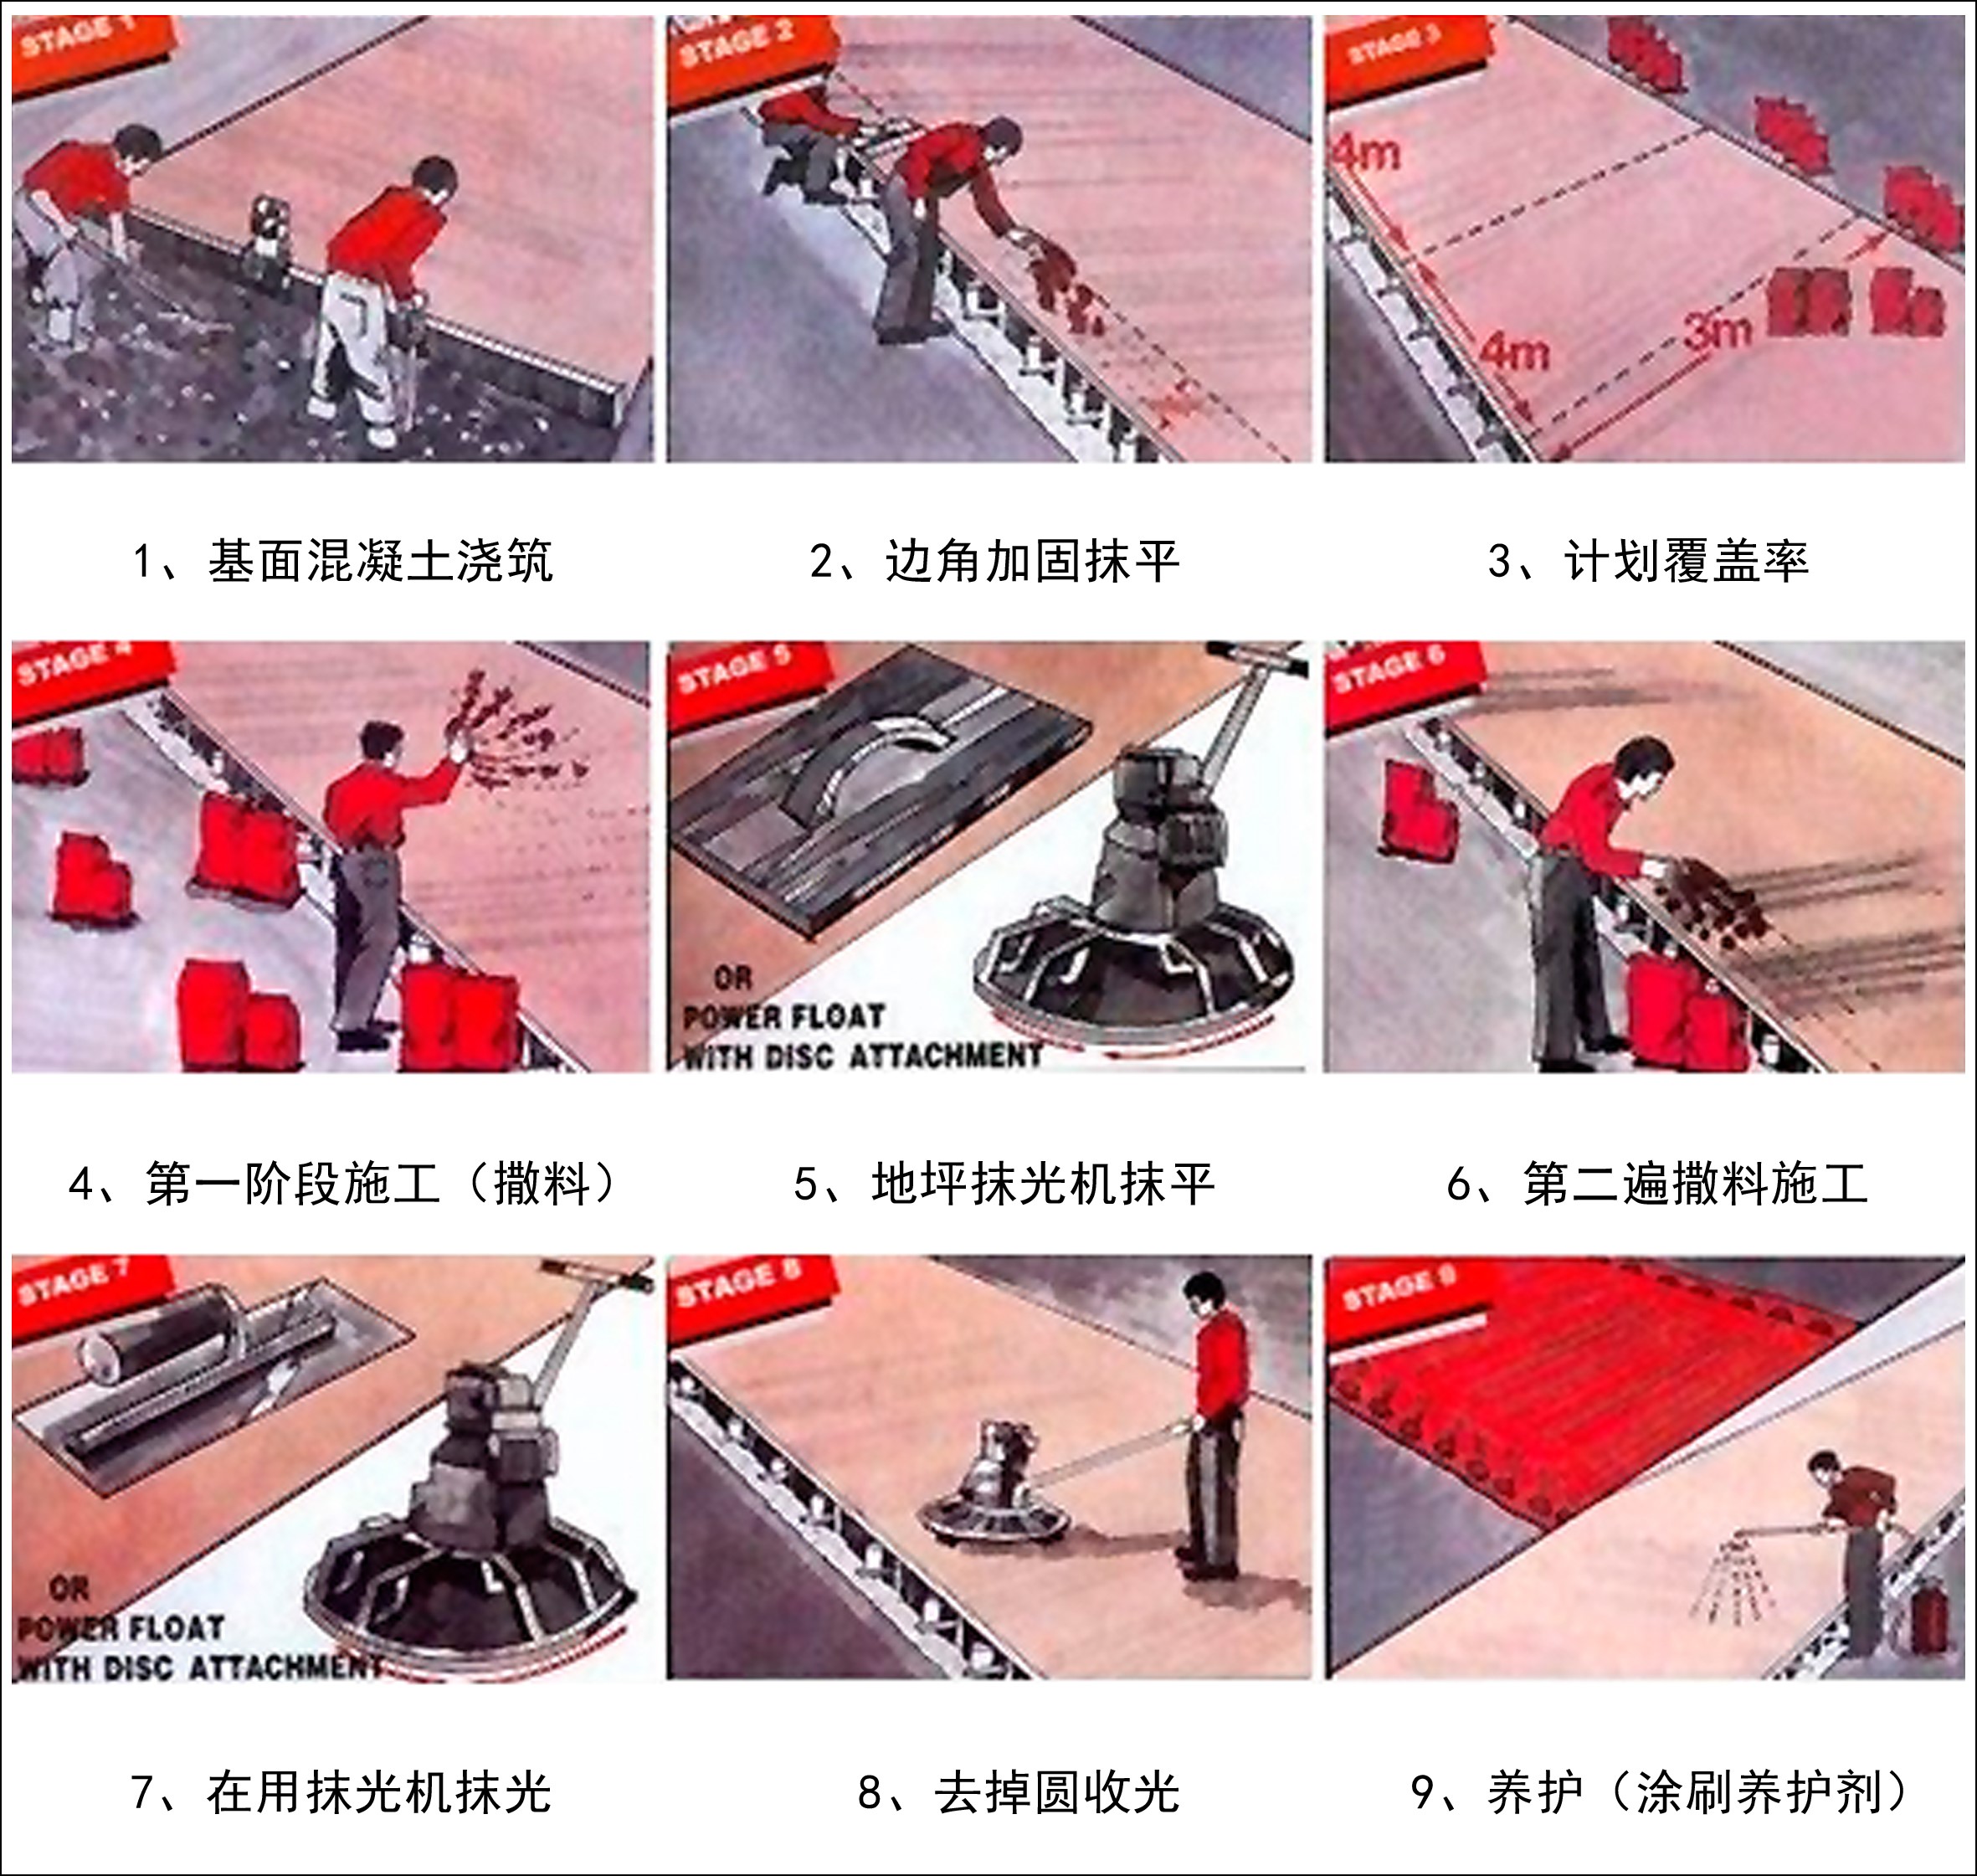 STAGE 1
STAGE 2
STAGE 3
4m
4m
3m
1、基面混凝土浇筑
2、边角加固抹平
3、计划覆盖率
STAGE 4
STAGE 5
OR
POWER FLOAT
WITH DISC ATTACHMENT
STAGE 6
4、第一阶段施工（撒料）
5、地坪抹光机抹平
6、第二遍撒料施工
STAGE 7
OR
POWER FLOAT
WITH DISC ATTACHMENT
STAGE 8
STAGE 9
7、在用抹光机抹光
8、去掉圆收光
9、养护（涂刷养护剂）